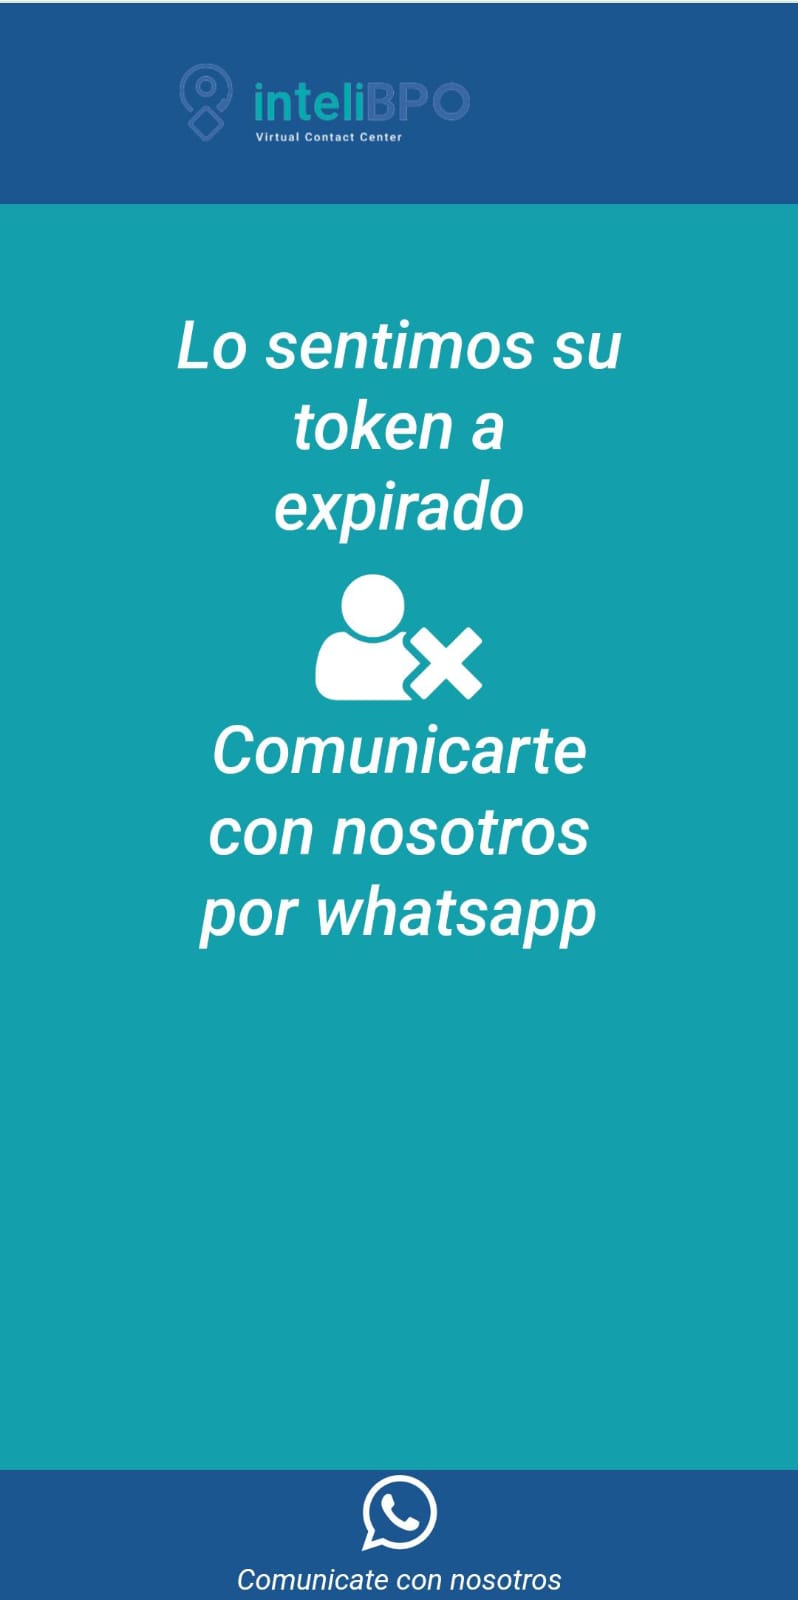 inteliBPO
Virtual Contact Center
Lo sentimos su
token a
expirado
Comunicarte
con nosotros
por whatsapp
Comunicate con nosotros